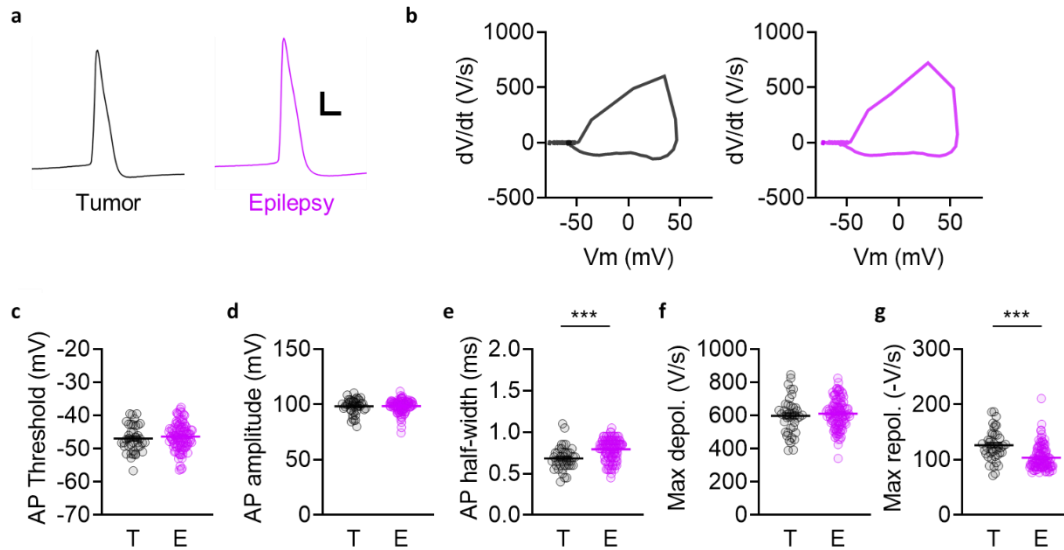 a
Tumor
Epilepsy
b
dV/dt (V/s)
1000
500
0
-500
-50
0
50
Vm (mV)
dV/dt (V/s)
1000
500
0
-500
-50
0
50
Vm (mV)
c
AP Threshold (mV)
-20
-30
-40
-50
-60
-70
T
E
d
AP amplitude (mV)
150
100
50
0
T
E
e
***
AP half-width (ms)
2.0
1.5
1.0
0.5
0.0
T
E
f
Max depol. (V/s)
1000
800
600
400
200
0
T
E
g
***
Max repol. (-V/s)
300
200
100
0
T
E